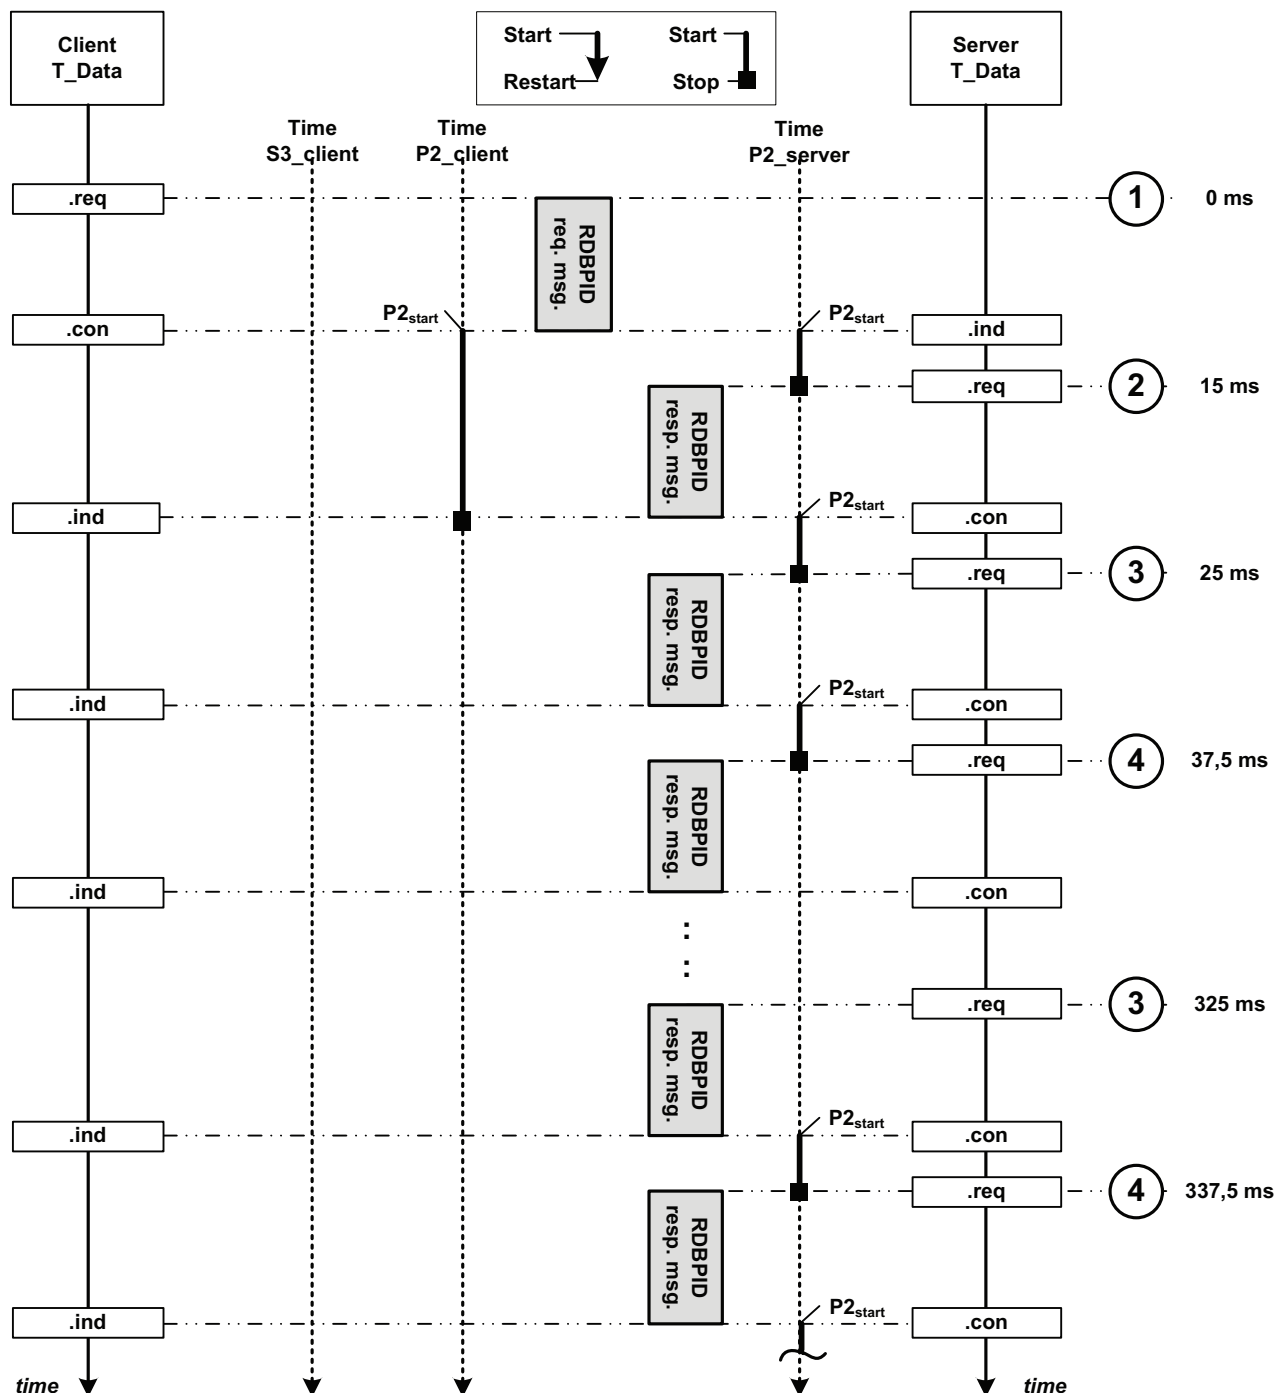 Client
T_Data
Start
Restart
Start
Stop
Server
T_Data
Time
S3_client
Time
P2_client
Time
P2_server
.req
RDBPID
req. msg.
1
0 ms
.con
P2start
P2start
.ind
.req
2
15 ms
RDBPID
resp. msg.
.ind
P2start
.con
.req
3
25 ms
RDBPID
resp. msg.
.ind
P2start
.con
.req
4
37,5 ms
RDBPID
resp. msg.
.ind
.con
: :
.req
3
325 ms
RDBPID
resp. msg.
.ind
P2start
.con
.req
4
337,5 ms
RDBPID
resp. msg.
.ind
P2start
.con
time
time